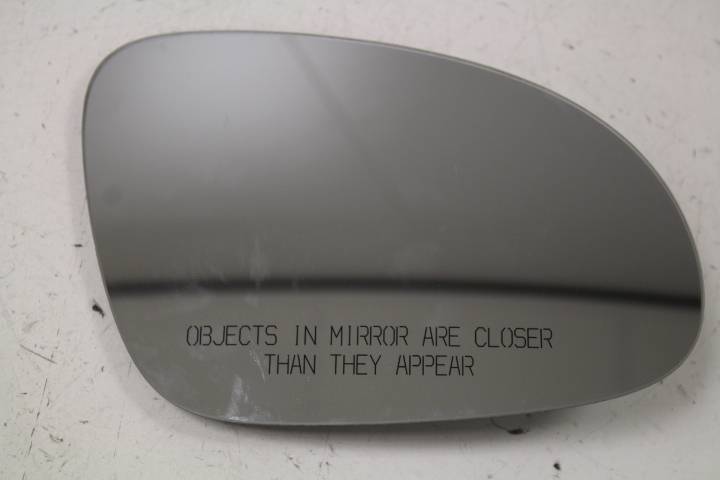 OBJECTS IN MIRROR ARE CLOSER
THAN THEY APPEAR